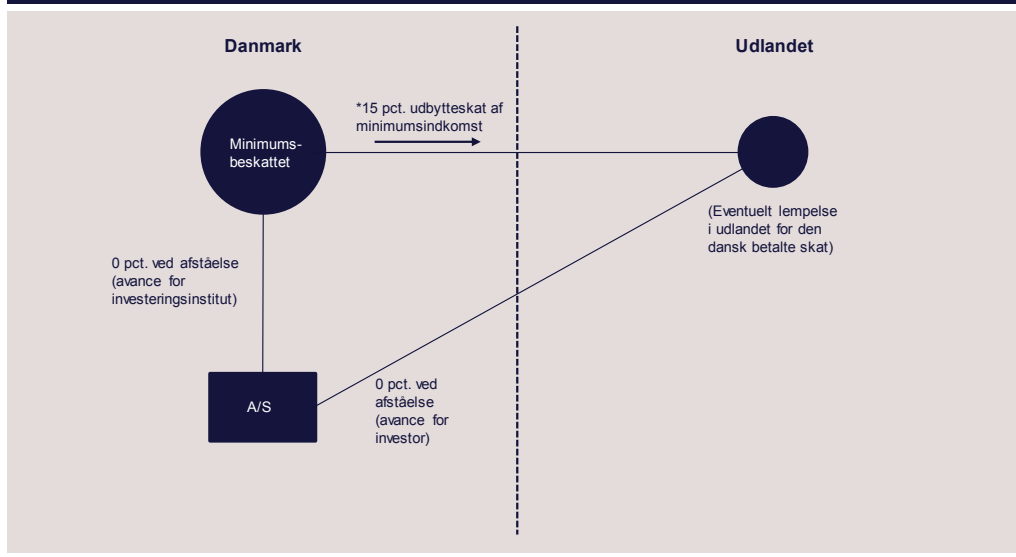 Danmark
Udlandet
*15 pct. udbytteskat af
minimumsindkomst
Minimums-
beskattet
(Eventuelt lempelse
i udlandet for den
dansk betalte skat)
0 pct. ved afståelse
(avance for
investeringsinstitut)
0 pct. ved
afståelse
(avance for
investor)
A/S